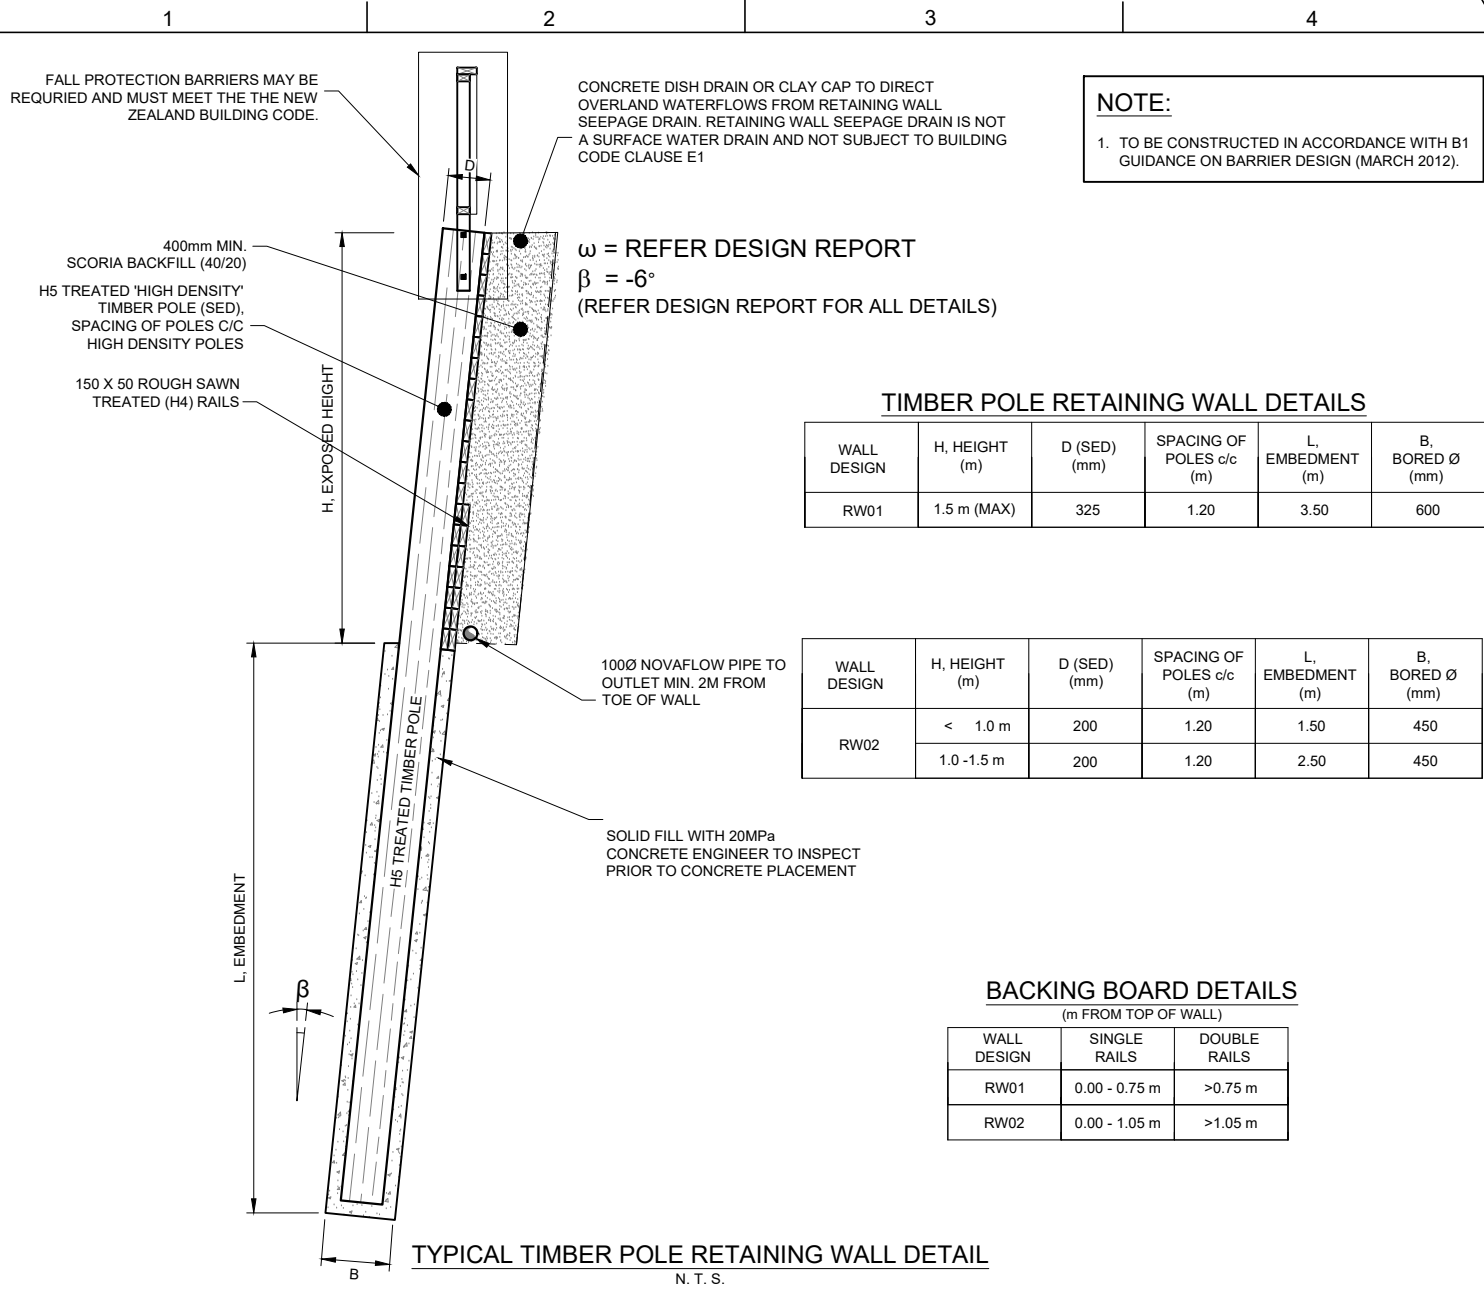 1
2
3
4
FALL PROTECTION BARRIERS MAY BE
REQURIED AND MUST MEET THE THE NEW
ZEALAND BUILDING CODE.
CONCRETE DISH DRAIN OR CLAY CAP TO DIRECT
OVERLAND WATERFLOWS FROM RETAINING WALL
SEEPAGE DRAIN. RETAINING WALL SEEPAGE DRAIN IS NOT
A SURFACE WATER DRAIN AND NOT SUBJECT TO BUILDING
CODE CLAUSE E1
NOTE:
1. TO BE CONSTRUCTED IN ACCORDANCE WITH B1
GUIDANCE ON BARRIER DESIGN (MARCH 2012).
D
400mm MIN.
SCORIA BACKFILL (40/20)
H5 TREATED 'HIGH DENSITY'
TIMBER POLE (SED),
SPACING OF POLES C/C
HIGH DENSITY POLES
150 X 50 ROUGH SAWN
TREATED (H4) RAILS
ω = REFER DESIGN REPORT
β = -6°
(REFER DESIGN REPORT FOR ALL DETAILS)
H, EXPOSED HEIGHT
TIMBER POLE RETAINING WALL DETAILS
WALL DESIGN | H, HEIGHT (m) | D (SED) (mm) | SPACING OF POLES c/c (m) | L, EMBEDMENT (m) | B, BORED Ø (mm)
RW01 | 1.5 m (MAX) | 325 | 1.20 | 3.50 | 600
WALL DESIGN | H, HEIGHT (m) | D (SED) (mm) | SPACING OF POLES c/c (m) | L, EMBEDMENT (m) | B, BORED Ø (mm)
RW02 | < 1.0 m | 200 | 1.20 | 1.50 | 450
1.0 -1.5 m | 200 | 1.20 | 2.50 | 450
100Ø NOVAFLOW PIPE TO
OUTLET MIN. 2M FROM
TOE OF WALL
H5 TREATED TIMBER POLE
SOLID FILL WITH 20MPa
CONCRETE ENGINEER TO INSPECT
PRIOR TO CONCRETE PLACEMENT
L, EMBEDMENT
β
BACKING BOARD DETAILS
(m FROM TOP OF WALL)
WALL DESIGN | SINGLE RAILS | DOUBLE RAILS
RW01 | 0.00 - 0.75 m | >0.75 m
RW02 | 0.00 - 1.05 m | >1.05 m
B
TYPICAL TIMBER POLE RETAINING WALL DETAIL
N. T. S.